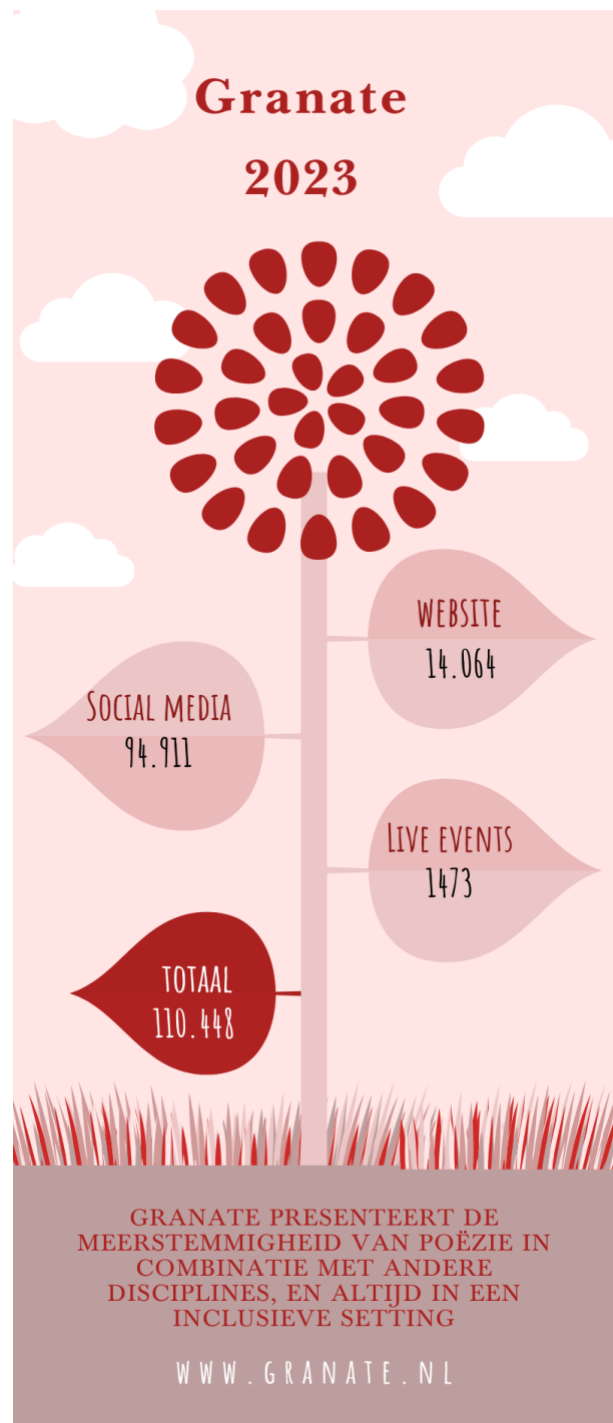 Granate
2023
WEBSITE
14.064
SOCIAL MEDIA
94.911
LIVE EVENTS
1473
TOTAAL
110.448
GRANATE PRESENTEERT DE
MEERSTEMMIGHEID VAN POËZIE IN
COMBINATIE MET ANDERE
DISCIPLINES, EN ALTIJD IN EEN
INCLUSIEVE SETTING
WWW.GRANATE.NL